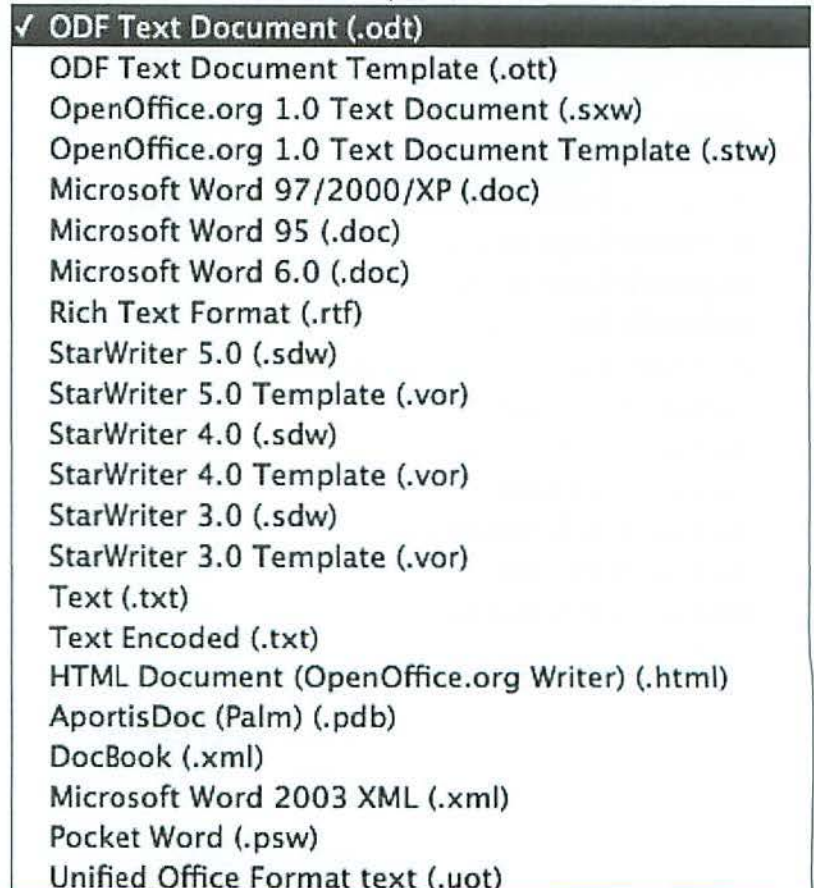 ✓ ODF Text Document (.odt)
ODF Text Document Template (.ott)
OpenOffice.org 1.0 Text Document (.sxw)
OpenOffice.org 1.0 Text Document Template (.stw)
Microsoft Word 97/2000/XP (.doc)
Microsoft Word 95 (.doc)
Microsoft Word 6.0 (.doc)
Rich Text Format (.rtf)
StarWriter 5.0 (.sdw)
StarWriter 5.0 Template (.vor)
StarWriter 4.0 (.sdw)
StarWriter 4.0 Template (.vor)
StarWriter 3.0 (.sdw)
StarWriter 3.0 Template (.vor)
Text (.txt)
Text Encoded (.txt)
HTML Document (OpenOffice.org Writer) (.html)
AportisDoc (Palm) (.pdb)
DocBook (.xml)
Microsoft Word 2003 XML (.xml)
Pocket Word (.psw)
Unified Office Format text (.uot)